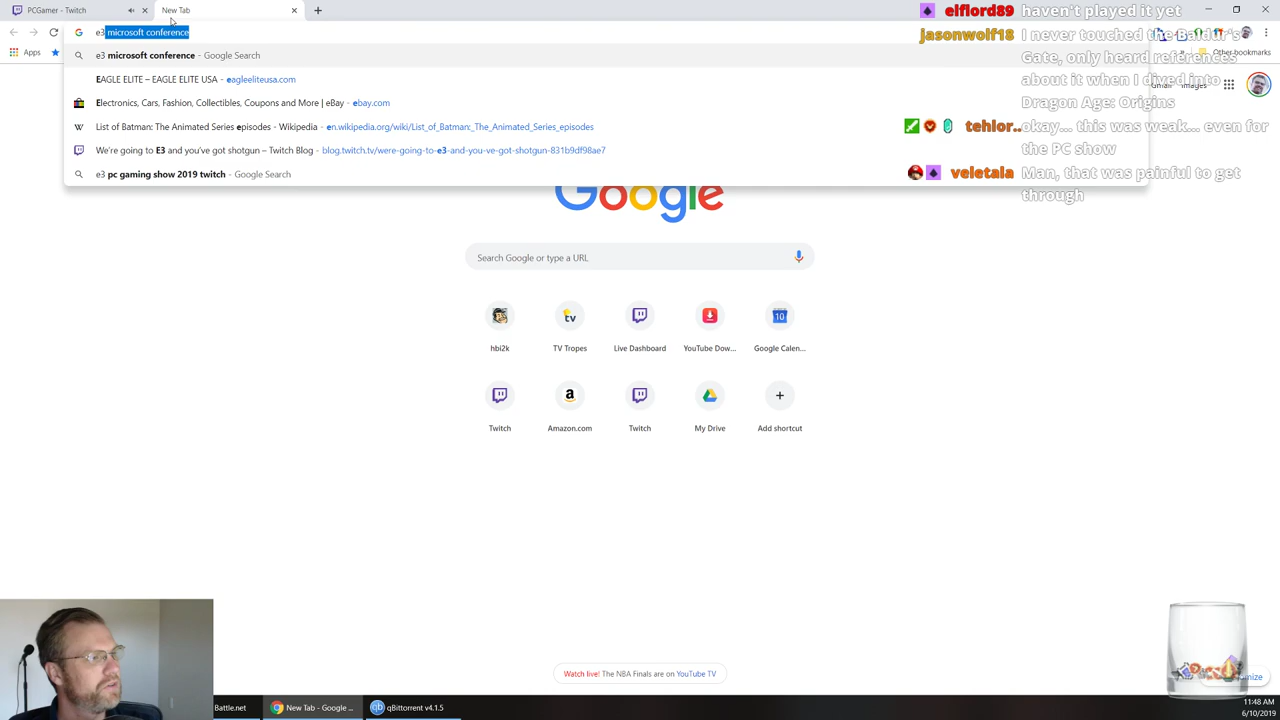 PCGamer - Twitch
New Tab
e3 microsoft conference
Apps
Other bookmarks
e3 microsoft conference - Google Search
EAGLE ELITE – EAGLE ELITE USA - eagleeliteusa.com
Electronics, Cars, Fashion, Collectibles, Coupons and More | eBay - ebay.com
List of Batman: The Animated Series episodes - Wikipedia - en.wikipedia.org/wiki/List_of_Batman:_The_Animated_Series_episodes
We're going to E3 and you've got shotgun – Twitch Blog - blog.twitch.tv/were-going-to-e3-and-you-ve-got-shotgun-831b9df98ae7
e3 pc gaming show 2019 twitch - Google Search
elflord89 haven't played it yet
jasonwolf18 I never touched the Baldur's
Gate, only heard references
about it when I dived into
Dragon Age: Origins
tehlor.. okay... this was weak... even for
the PC show
veletala Man, that was painful to get
through
Gmail Images
Google
Search Google or type a URL
hbi2k
TV Tropes
Live Dashboard
YouTube Dow...
10
Google Calen...
Twitch
Amazon.com
Twitch
My Drive
Add shortcut
Watch live! The NBA Finals are on YouTube TV
Battle.net
New Tab - Google ...
qBittorrent v4.1.5
11:48 AM
6/10/2019